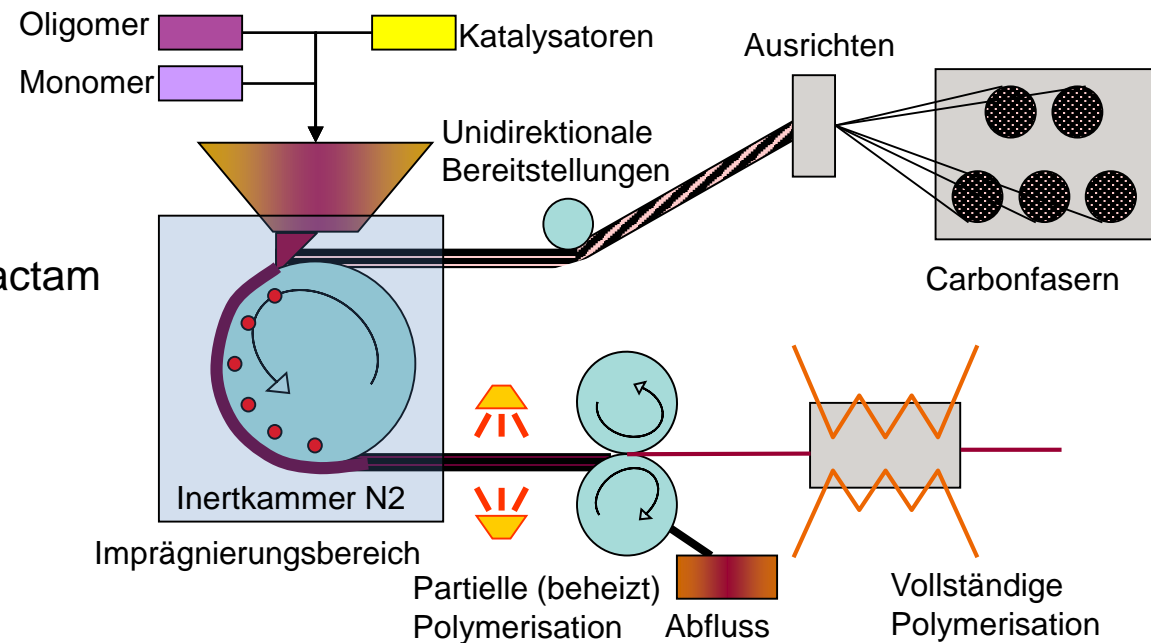 Oligomer
Katalysatoren
Monomer
Ausrichten
Unidirektionale
Bereitstellungen
actam
Carbonfasern
Inertkammer N2
Imprägnierungsbereich
Partielle (beheizt)
Polymerisation
Abfluss
Vollständige
Polymerisation